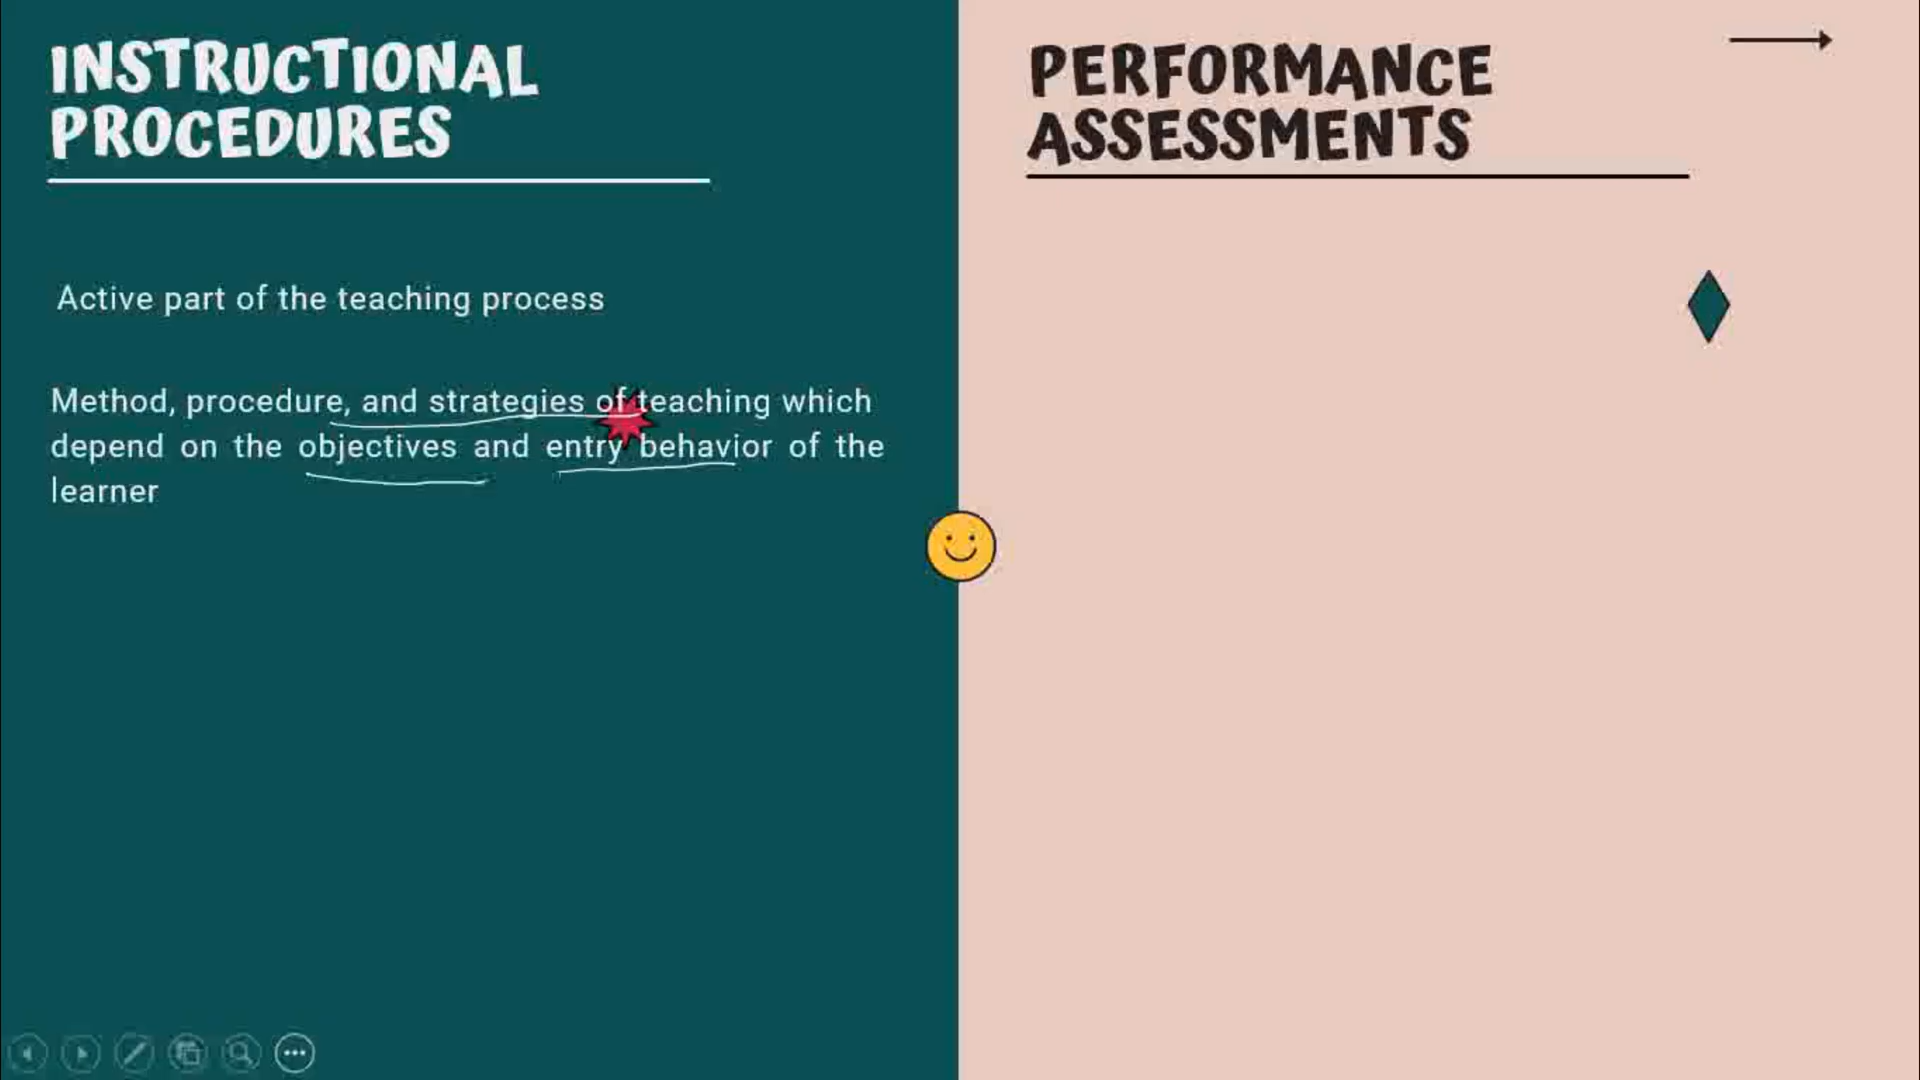 INSTRUCTIONAL
PROCEDURES
Active part of the teaching process
Method, procedure, and strategies of teaching which
depend on the objectives and entry behavior of the
learner
PERFORMANCE
ASSESSMENTS